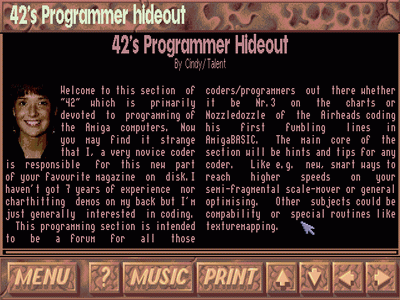 42's Programmer hideout
42's Programmer Hideout
By Cindy/Talent
Welcome to this section of
"42" which is primarily
devoted to programming of
the Amiga computers. Now
you may find it strange
that I, a very novice coder
is responsible for this new part
of your favourite magazine on disk. I
haven't got 7 years of experience nor
charthitting demos on my back but I'm
just generally interested in coding.
This programming section is intended
to be a forum for all those
coders/programmers out there whether
it be Nr.3 on the charts or
Nozzledozzle of the Airheads coding
his first fumbling lines in
AmigaBASIC. The main core of the
section will be hints and tips for any
coder. Like e.g. new, smart ways to
reach higher speeds on your
semi-fragmental scale-mover or general
optimising. Other subjects could be
compability or special routines like
texturemapping.
MENU ? MUSIC PRINT